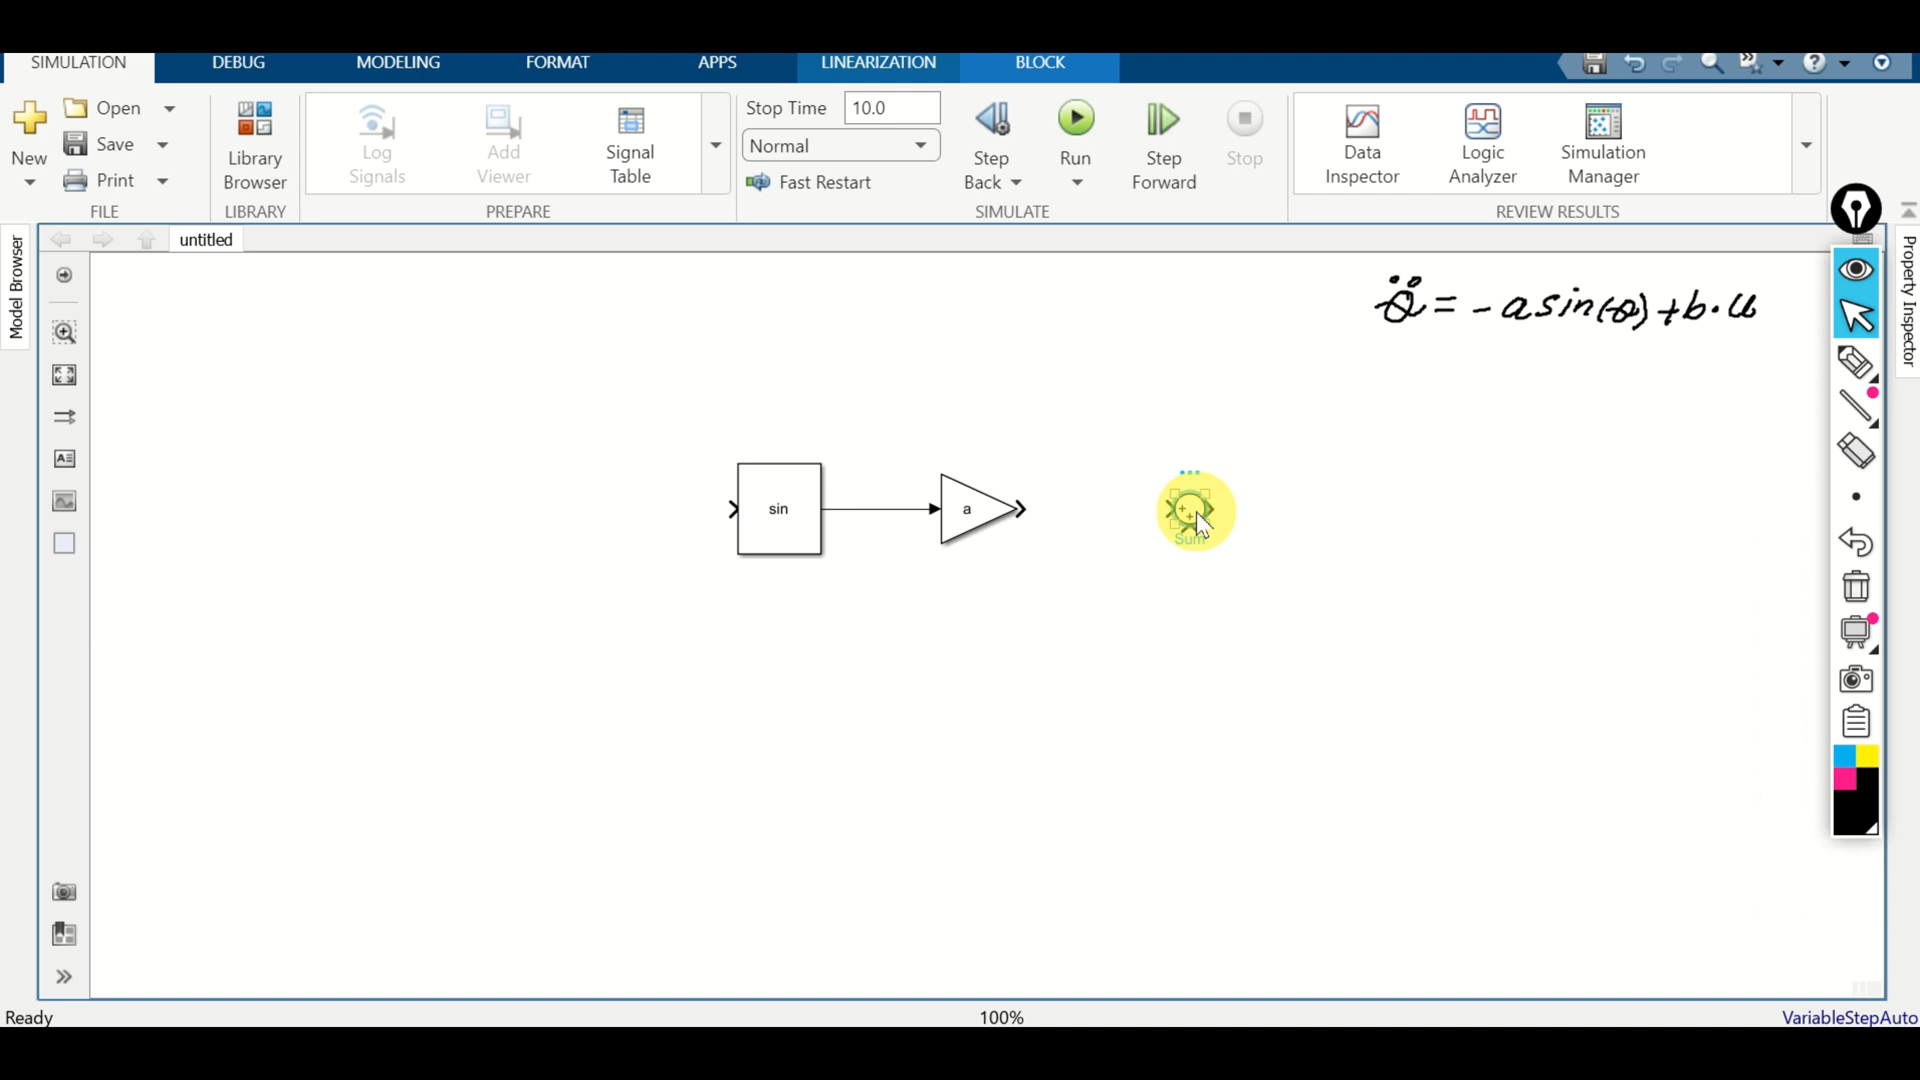 SIMULATION DEBUG MODELING FORMAT APPS LINEARIZATION BLOCK
New
Open
Save
Print
FILE
Library Browser
LIBRARY
Log Signals
Add Viewer
Signal Table
PREPARE
Stop Time 10.0
Normal
Fast Restart
Step Back
Run
Step Forward
Stop
SIMULATE
Data Inspector
Logic Analyzer
Simulation Manager
REVIEW RESULTS
Model Browser
untitled
Property Inspector
θ̈ = - a sin(θ) + b · u
sin
a
Sum
Ready
100%
VariableStepAuto